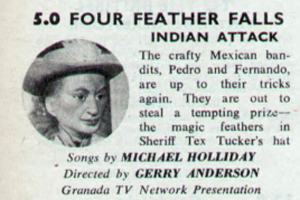 5.0 FOUR FEATHER FALLS
INDIAN ATTACK
The crafty Mexican ban-
dits, Pedro and Fernando,
are up to their tricks
again. They are out to
steal a tempting prize—
the magic feathers in
Sheriff Tex Tucker's hat
Songs by MICHAEL HOLLIDAY
Directed by GERRY ANDERSON
Granada TV Network Presentation